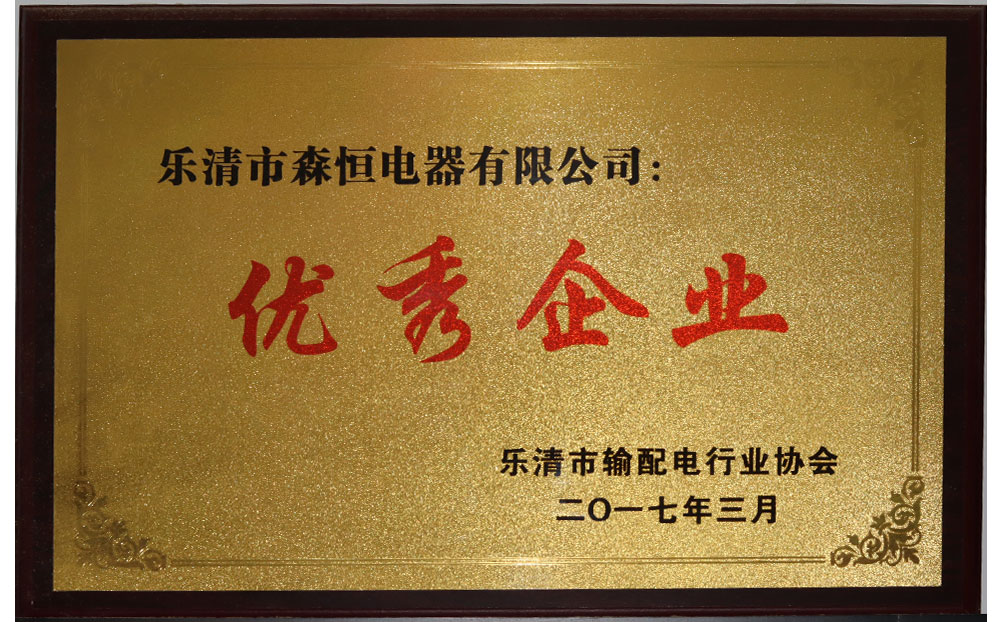 乐清市森恒电器有限公司：
优秀企业
乐清市输配电行业协会
二〇一七年三月